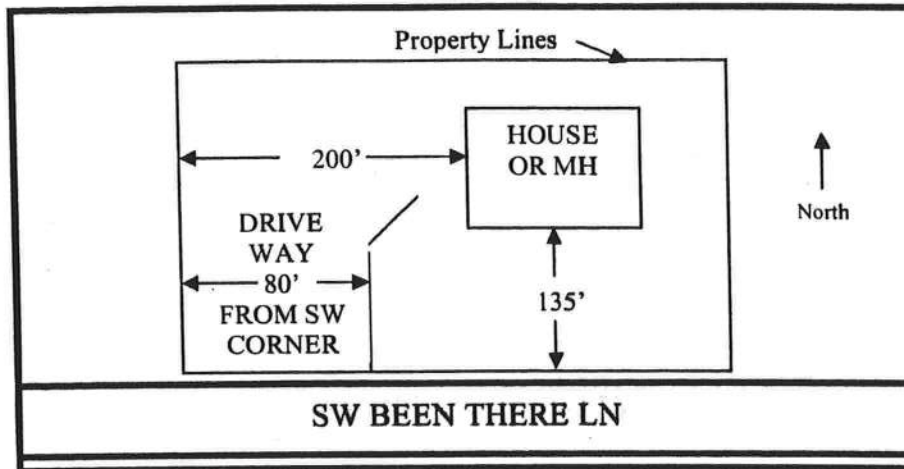 Property Lines
HOUSE
OR MH
200'
North
DRIVE
WAY
80'
FROM SW
CORNER
135'
SW BEEN THERE LN